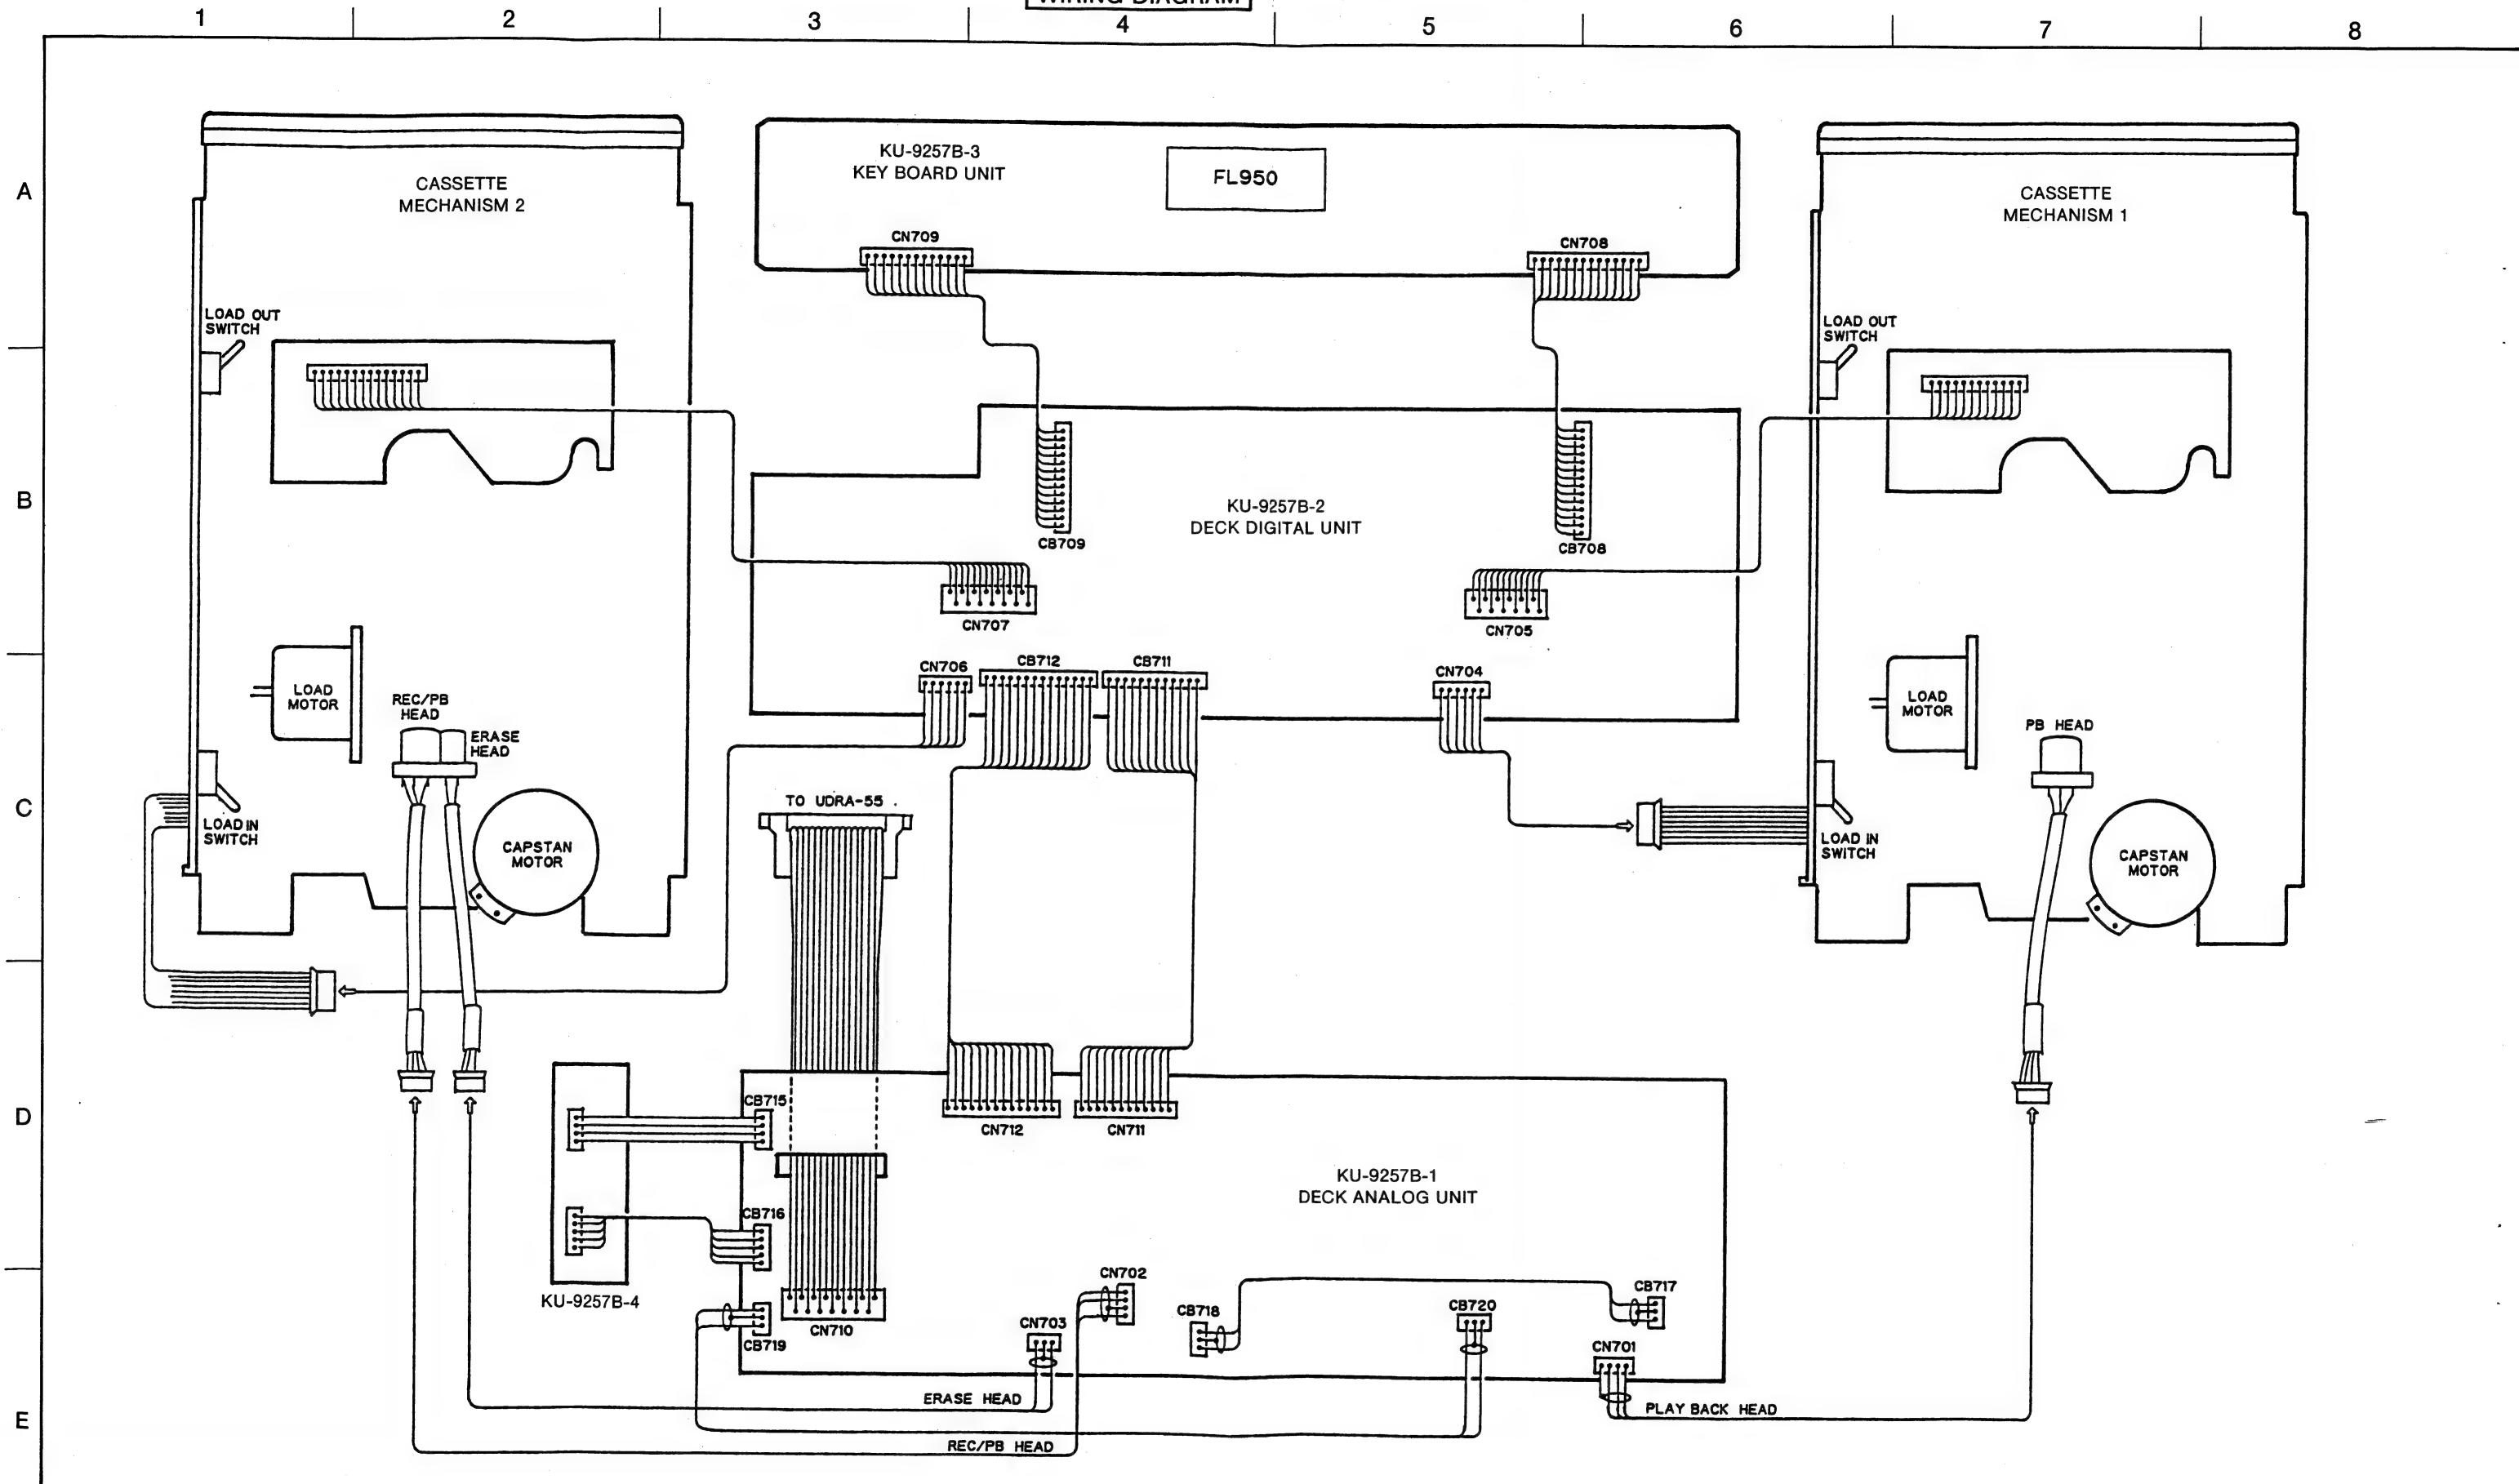 WIRING DIAGRAM
1 2 3 4 5 6 7 8
A
B
C
D
E
CASSETTE
MECHANISM 2
LOAD OUT
SWITCH
LOAD
MOTOR
REC/PB
HEAD
ERASE
HEAD
LOAD IN
SWITCH
CAPSTAN
MOTOR
KU-9257B-3
KEY BOARD UNIT
FL950
CN709
CN708
CASSETTE
MECHANISM 1
LOAD OUT
SWITCH
LOAD
MOTOR
PB HEAD
LOAD IN
SWITCH
CAPSTAN
MOTOR
CB709
KU-9257B-2
DECK DIGITAL UNIT
CB708
CN707
CN705
CN706
CB712
CB711
CN704
TO UDRA-55
CB715
CN712
CN711
KU-9257B-1
DECK ANALOG UNIT
CB716
KU-9257B-4
CB719
CN710
CN703
CN702
CB718
CB720
CB717
CN701
ERASE HEAD
PLAY BACK HEAD
REC/PB HEAD